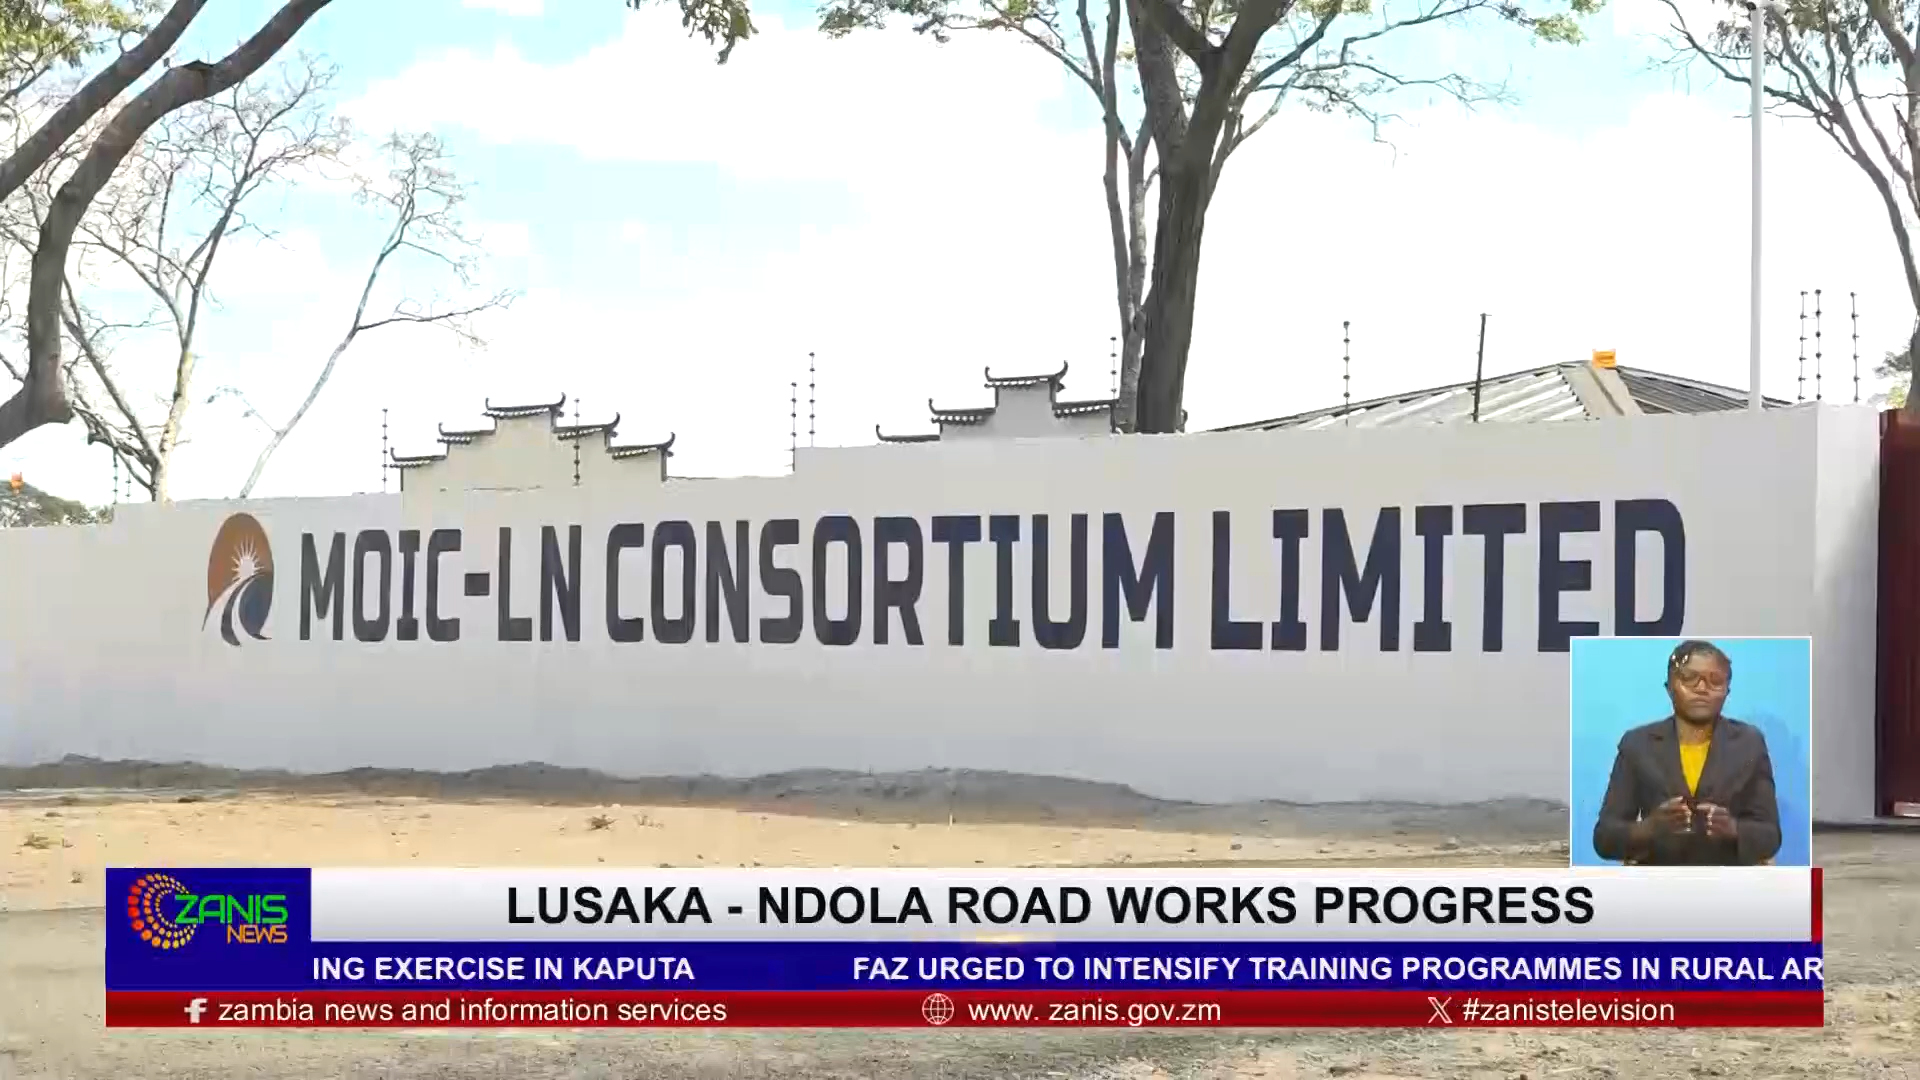 MOIC-LN CONSORTIUM LIMITED
ZANIS
NEWS
LUSAKA - NDOLA ROAD WORKS PROGRESS
ING EXERCISE IN KAPUTA FAZ URGED TO INTENSIFY TRAINING PROGRAMMES IN RURAL AR
zambia news and information services www. zanis.gov.zm #zanistelevision